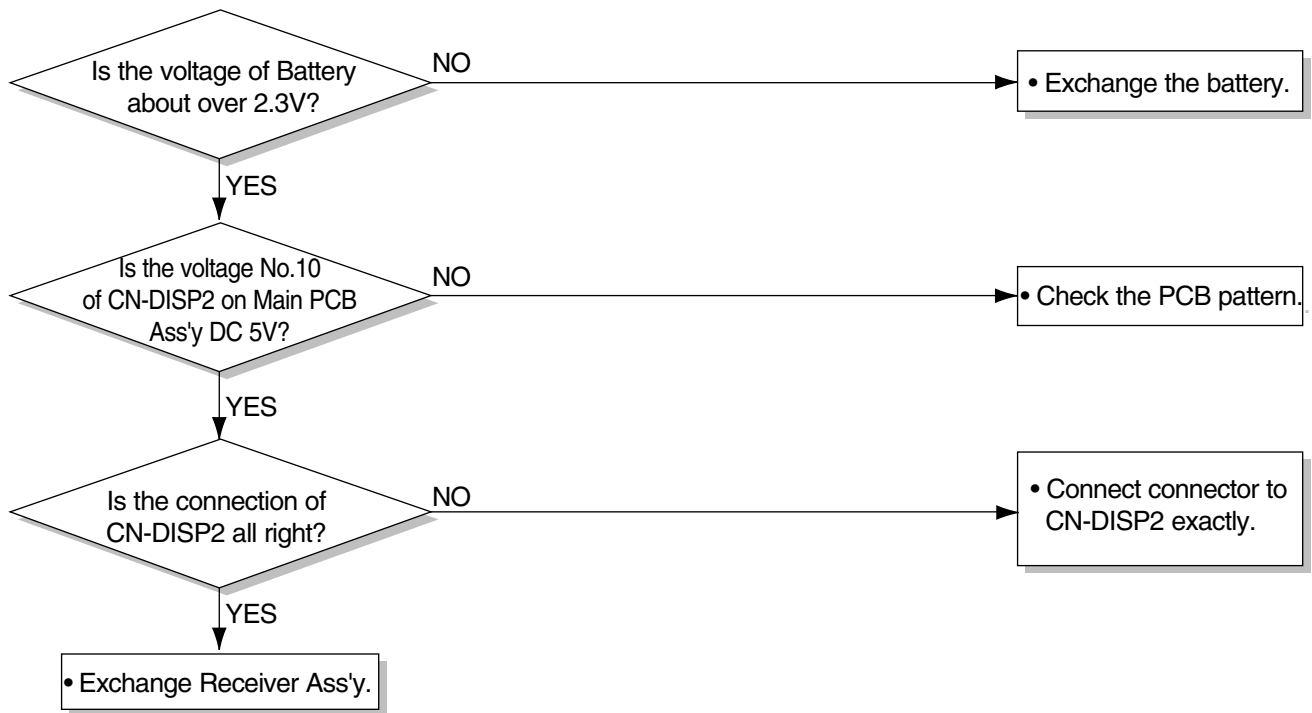 Is the voltage of Battery
about over 2.3V?
NO
• Exchange the battery.
YES
Is the voltage No.10
of CN-DISP2 on Main PCB
Ass'y DC 5V?
NO
• Check the PCB pattern.
YES
Is the connection of
CN-DISP2 all right?
NO
• Connect connector to
CN-DISP2 exactly.
YES
• Exchange Receiver Ass'y.